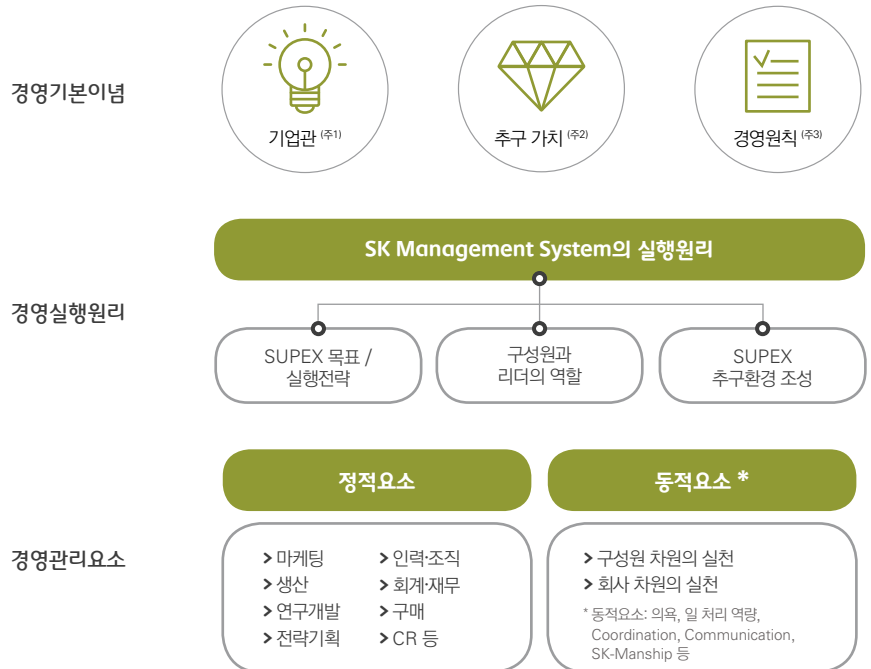 경영기본이념
기업관 (주1)
추구 가치 (주2)
경영원칙 (주3)
경영실행원리
SK Management System의 실행원리
SUPEX 목표 /
실행전략
구성원과
리더의 역할
SUPEX
추구환경 조성
경영관리요소
정적요소
> 마케팅
> 생산
> 연구개발
> 전략기획
> 인력·조직
> 회계·재무
> 구매
> CR 등
동적요소 *
> 구성원 차원의 실천
> 회사 차원의 실천
* 동적요소: 의욕, 일 처리 역량,
Coordination, Communication,
SK-Manship 등